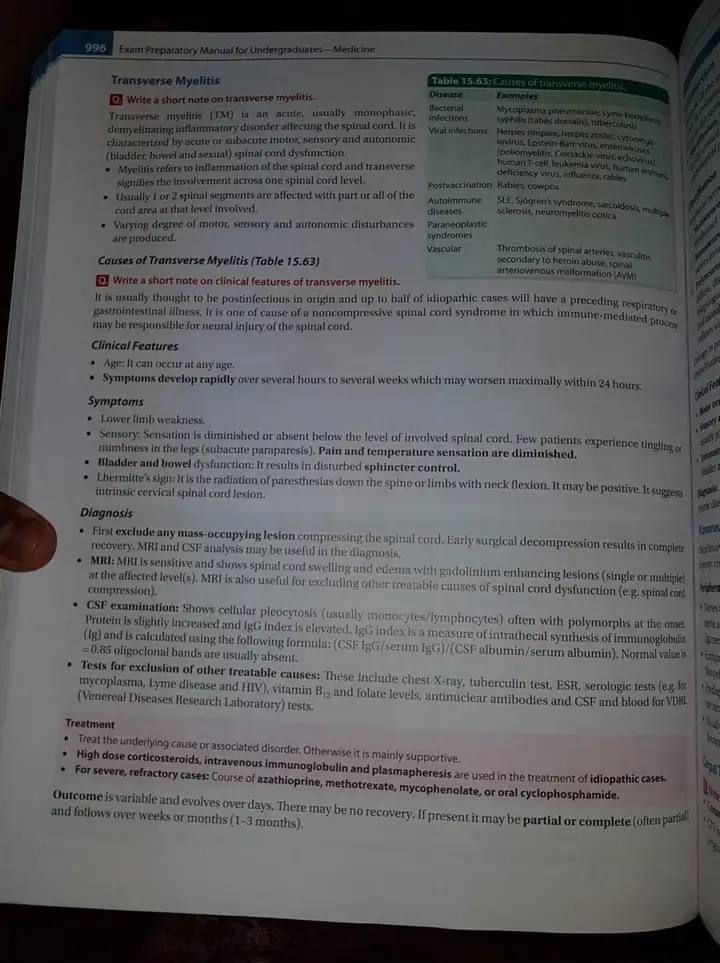 996 Exam Preparatory Manual for Undergraduates—Medicine
Transverse Myelitis
Q. Write a short note on transverse myelitis.
Transverse myelitis (TM) is an acute, usually monophasic,
demyelinating inflammatory disorder affecting the spinal cord. It is
characterized by acute or subacute motor, sensory and autonomic
(bladder, bowel and sexual) spinal cord dysfunction.
• Myelitis refers to inflammation of the spinal cord and transverse
signifies the involvement across one spinal cord level.
• Usually 1 or 2 spinal segments are affected with part or all of the
cord area at that level involved.
• Varying degree of motor, sensory and autonomic disturbances
are produced.
Table 15.63: Causes of transverse myelitis.
Disease Examples
Bacterial infections Mycoplasma pneumoniae, Lyme borreliosis,
syphilis (tabes dorsalis), tuberculosis
Viral infections Herpes simplex, herpes zoster, cytomega-
lovirus, Epstein-Barr virus, enteroviruses
(poliomyelitis, Coxsackie virus, echovirus),
human T-cell, leukemia virus, human immuno-
deficiency virus, influenza, rabies
Postvaccination Rabies, cowpox
Autoimmune diseases SLE, Sjögren's syndrome, sarcoidosis, multiple
sclerosis, neuromyelitis optica
Paraneoplastic syndromes
Vascular Thrombosis of spinal arteries, vasculitis
secondary to heroin abuse, spinal
arteriovenous malformation (AVM)
Causes of Transverse Myelitis (Table 15.63)
Q. Write a short note on clinical features of transverse myelitis.
It is usually thought to be postinfectious in origin and up to half of idiopathic cases will have a preceding respiratory or
gastrointestinal illness. It is one of cause of a noncompressive spinal cord syndrome in which immune-mediated process
may be responsible for neural injury of the spinal cord.
Clinical Features
• Age: It can occur at any age.
• Symptoms develop rapidly over several hours to several weeks which may worsen maximally within 24 hours.
Symptoms
• Lower limb weakness.
• Sensory: Sensation is diminished or absent below the level of involved spinal cord. Few patients experience tingling or
numbness in the legs (subacute paraparesis). Pain and temperature sensation are diminished.
• Bladder and bowel dysfunction: It results in disturbed sphincter control.
• Lhermitte's sign: It is the radiation of paresthesias down the spine or limbs with neck flexion. It may be positive. It suggests
intrinsic cervical spinal cord lesion.
Diagnosis
• First exclude any mass-occupying lesion compressing the spinal cord. Early surgical decompression results in complete
recovery. MRI and CSF analysis may be useful in the diagnosis.
• MRI: MRI is sensitive and shows spinal cord swelling and edema with gadolinium enhancing lesions (single or multiple)
at the affected level(s). MRI is also useful for excluding other treatable causes of spinal cord dysfunction (e.g. spinal cord
compression).
• CSF examination: Shows cellular pleocytosis (usually monocytes/lymphocytes) often with polymorphs at the onset.
Protein is slightly increased and IgG index is elevated. IgG index is a measure of intrathecal synthesis of immunoglobulin
(Ig) and is calculated using the following formula: (CSF IgG/serum IgG)/(CSF albumin/serum albumin). Normal value is
= 0.85 oligoclonal bands are usually absent.
• Tests for exclusion of other treatable causes: These include chest X-ray, tuberculin test, ESR, serologic tests (e.g. for
mycoplasma, Lyme disease and HIV), vitamin B12 and folate levels, antinuclear antibodies and CSF and blood for VDRL
(Venereal Diseases Research Laboratory) tests.
Treatment
• Treat the underlying cause or associated disorder. Otherwise it is mainly supportive.
• High dose corticosteroids, intravenous immunoglobulin and plasmapheresis are used in the treatment of idiopathic cases.
• For severe, refractory cases: Course of azathioprine, methotrexate, mycophenolate, or oral cyclophosphamide.
Outcome is variable and evolves over days. There may be no recovery. If present it may be partial or complete (often partial)
and follows over weeks or months (1–3 months).